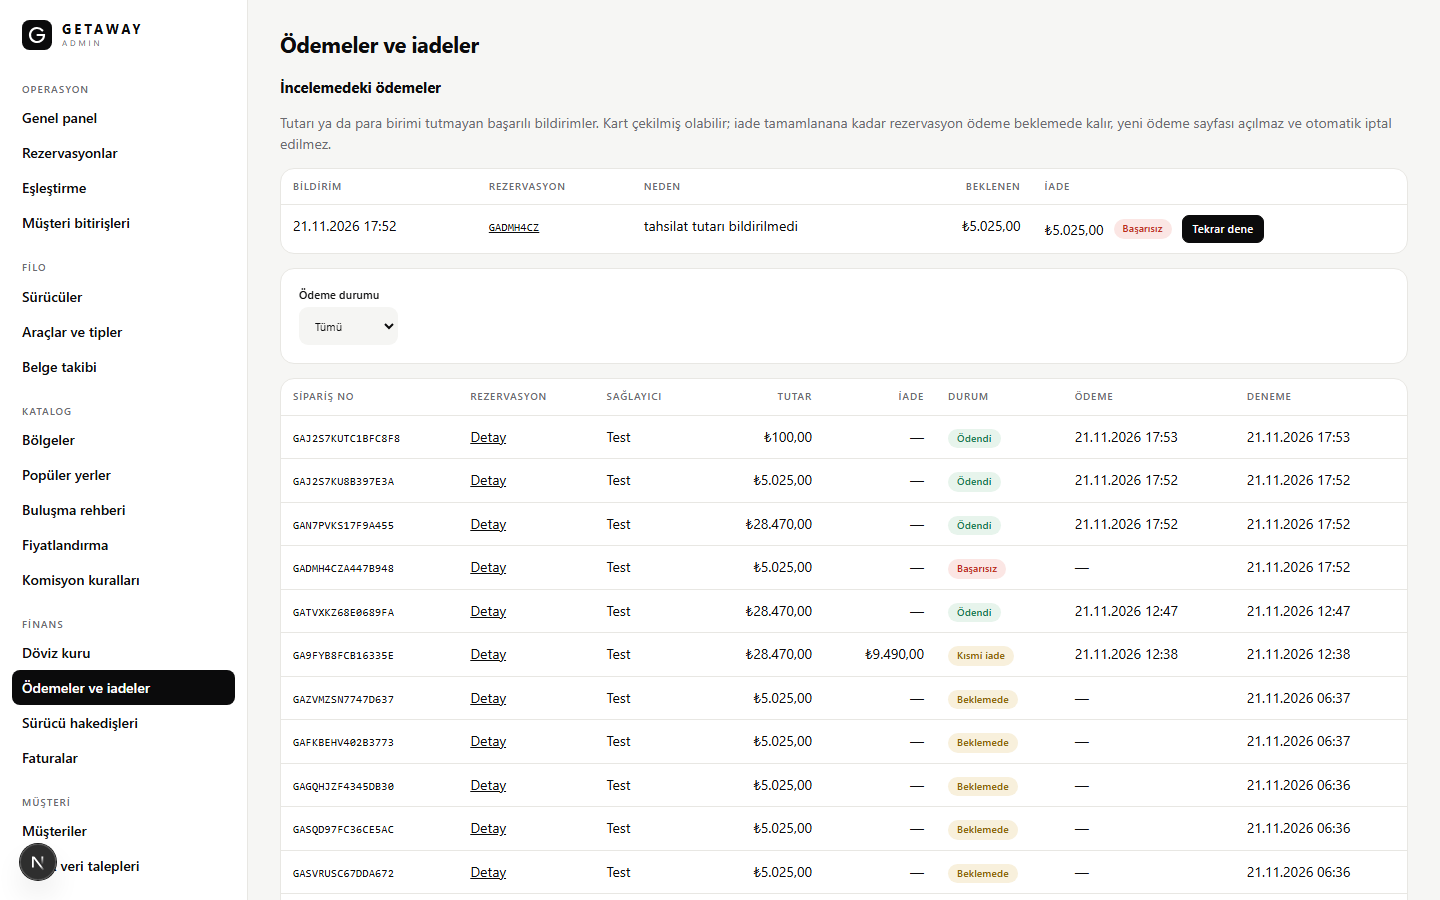 GETAWAY
ADMIN
OPERASYON
Genel panel
Rezervasyonlar
Eşleştirme
Müşteri bitirişleri
FİLO
Sürücüler
Araçlar ve tipler
Belge takibi
KATALOG
Bölgeler
Popüler yerler
Buluşma rehberi
Fiyatlandırma
Komisyon kuralları
FİNANS
Döviz kuru
Ödemeler ve iadeler
Sürücü hakedişleri
Faturalar
MÜŞTERİ
Müşteriler
veri talepleri
Ödemeler ve iadeler
İncelemedeki ödemeler
Tutarı ya da para birimi tutmayan başarılı bildirimler. Kart çekilmiş olabilir; iade tamamlanana kadar rezervasyon ödeme beklemede kalır, yeni ödeme sayfası açılmaz ve otomatik iptal
edilmez.
BİLDİRİM REZERVASYON NEDEN BEKLENEN İADE
21.11.2026 17:52 GADMH4CZ tahsilat tutarı bildirilmedi ₺5.025,00 ₺5.025,00 Başarısız Tekrar dene
Ödeme durumu
Tümü
SİPARİŞ NO REZERVASYON SAĞLAYICI TUTAR İADE DURUM ÖDEME DENEME
GAJ2S7KUTC1BFC8F8 Detay Test ₺100,00 — Ödendi 21.11.2026 17:53 21.11.2026 17:53
GAJ2S7KU8B397E3A Detay Test ₺5.025,00 — Ödendi 21.11.2026 17:52 21.11.2026 17:52
GAN7PVKS17F9A455 Detay Test ₺28.470,00 — Ödendi 21.11.2026 17:52 21.11.2026 17:52
GADMH4CZA447B948 Detay Test ₺5.025,00 — Başarısız — 21.11.2026 17:52
GATVXKZ68E0689FA Detay Test ₺28.470,00 — Ödendi 21.11.2026 12:47 21.11.2026 12:47
GA9FYB8FCB16335E Detay Test ₺28.470,00 ₺9.490,00 Kısmi iade 21.11.2026 12:38 21.11.2026 12:38
GAZVMZSN7747D637 Detay Test ₺5.025,00 — Beklemede — 21.11.2026 06:37
GAFKBEHV402B3773 Detay Test ₺5.025,00 — Beklemede — 21.11.2026 06:37
GAGQHJZF4345DB30 Detay Test ₺5.025,00 — Beklemede — 21.11.2026 06:36
GASQD97FC36CE5AC Detay Test ₺5.025,00 — Beklemede — 21.11.2026 06:36
GASVRUSC67DDA672 Detay Test ₺5.025,00 — Beklemede — 21.11.2026 06:36